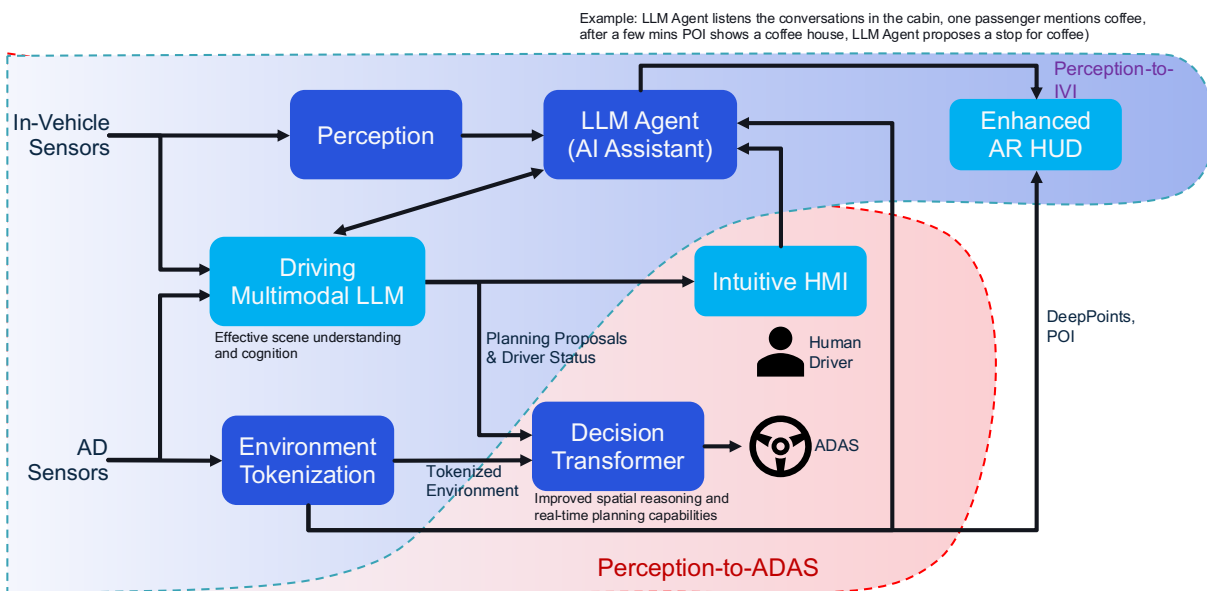 Example: LLM Agent listens the conversations in the cabin, one passenger mentions coffee,
after a few mins POI shows a coffee house, LLM Agent proposes a stop for coffee)
Perception-to-
IVI
In-Vehicle
Sensors
Perception
LLM Agent
(AI Assistant)
Enhanced
AR HUD
Driving
Multimodal LLM
Effective scene understanding
and cognition
Intuitive HMI
Planning Proposals
& Driver Status
Human
Driver
DeepPoints,
POI
AD
Sensors
Environment
Tokenization
Tokenized
Environment
Decision
Transformer
Improved spatial reasoning and
real-time planning capabilities
ADAS
Perception-to-ADAS